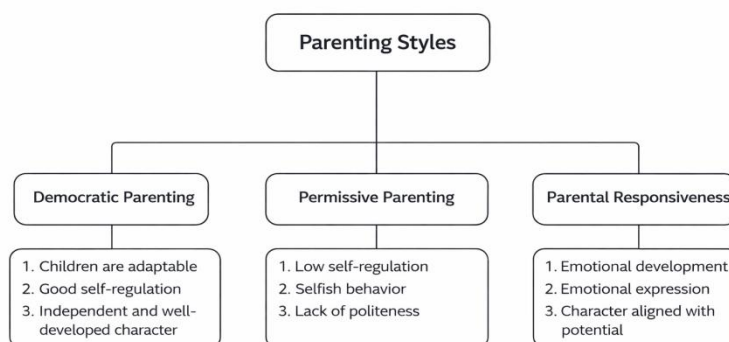 Parenting Styles
Democratic Parenting
Permissive Parenting
Parental Responsiveness
1. Children are adaptable
2. Good self-regulation
3. Independent and well-
developed character
1. Low self-regulation
2. Selfish behavior
3. Lack of politeness
1. Emotional development
2. Emotional expression
3. Character aligned with
potential